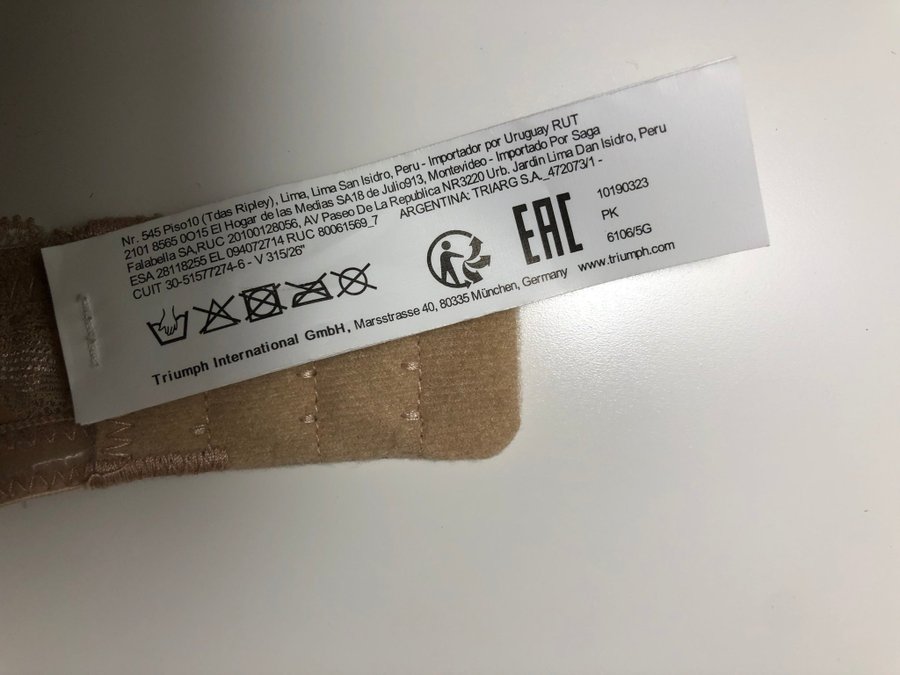 Nr. 545 Piso10 (Tdas Ripley), Lima, Lima San Isidro, Peru - Importador por Uruguay RUT
2101 8565 0O15 El Hogar de las Medias SA18 de Julio913, Montevideo - Importado Por Saga
Falabella SA,RUC 20100128056, AV Paseo De La Republica NR3220 Urb. Jardin Lima Dan Isidro, Peru
ESA 28118255 EL 094072714 RUC 80061569_7 ARGENTINA: TRIARG S.A._472073/1 -
CUIT 30-51577274-6 - V 315/26"
EAC
10190323
PK
6106/5G
Triumph International GmbH, Marsstrasse 40, 80335 München, Germany www.triumph.com